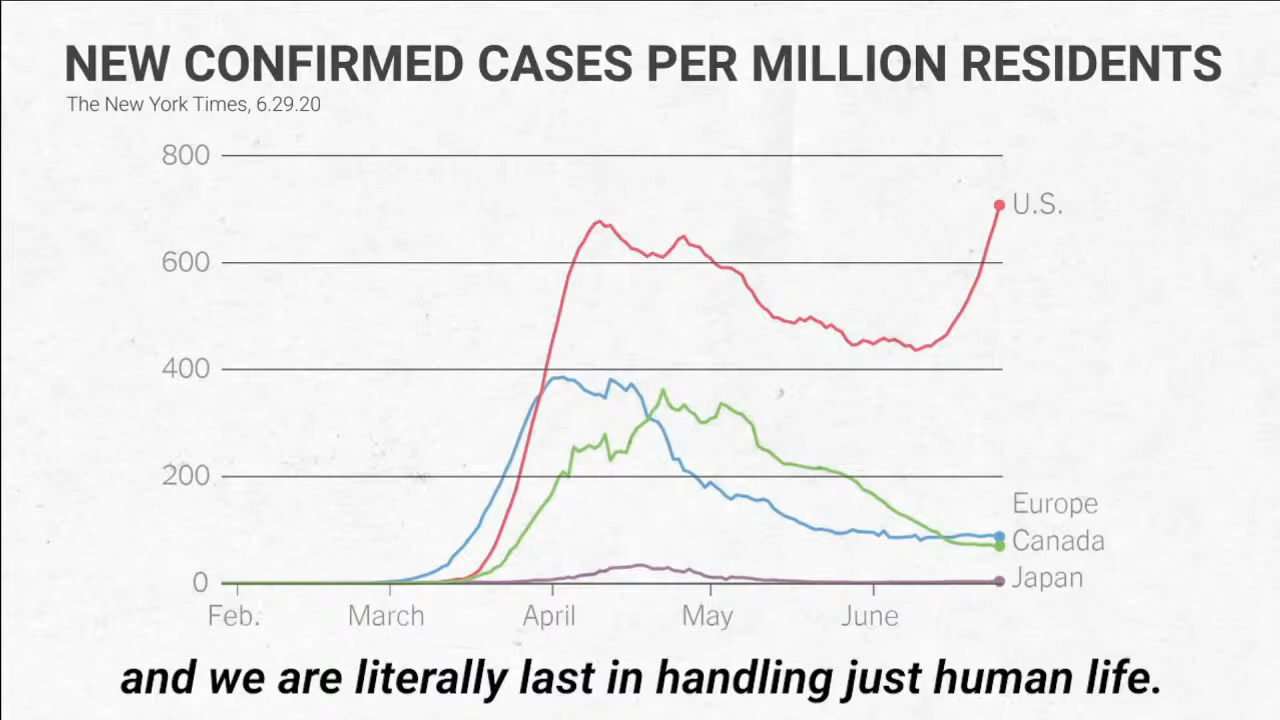 NEW CONFIRMED CASES PER MILLION RESIDENTS
The New York Times, 6.29.20
800
U.S.
600
400
200
Europe
Canada
0
Japan
Feb. March April May June
and we are literally last in handling just human life.